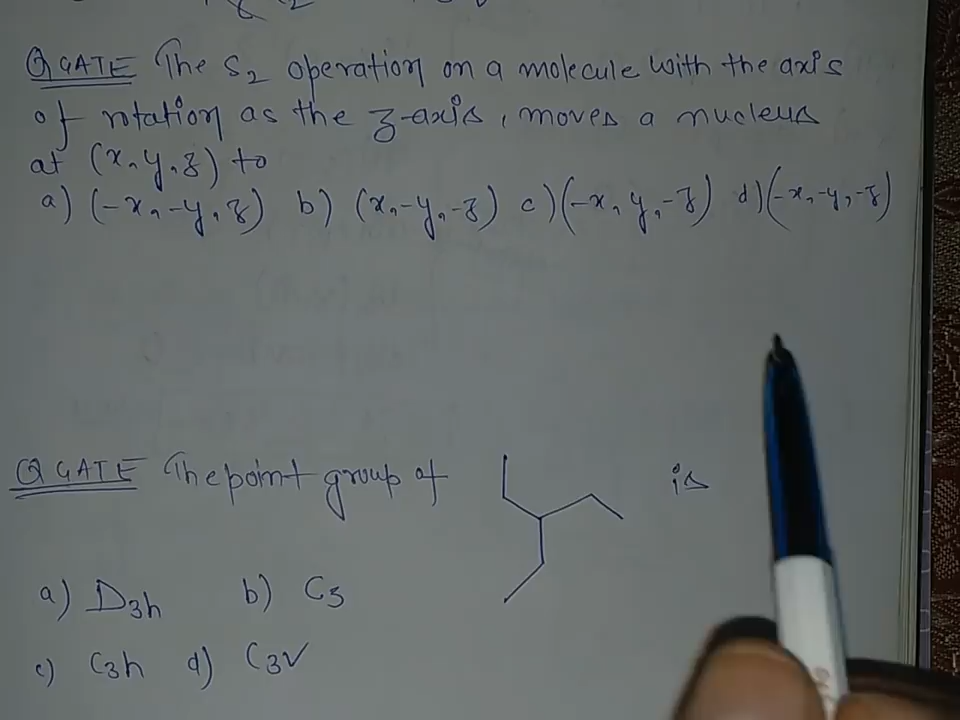 Q GATE The S2 operation on a molecule with the axis
of rotation as the z-axis, moves a nucleus
at (x, y, z) to
a) (-x, -y, z) b) (x, -y, -z) c) (-x, y, -z) d) (-x, -y, -z)
Q GATE The point group of is
a) D3h b) C3
c) C3h d) C3V